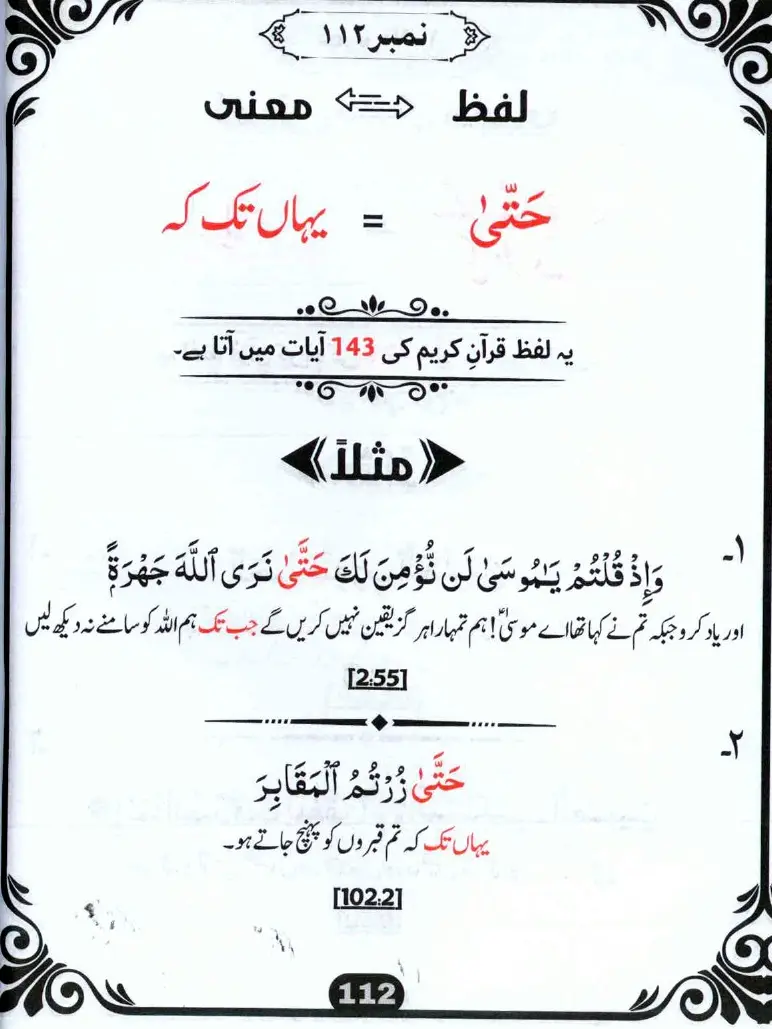 نمبر ۱۱۲
لفظ ⇐⇒ معنی
حَتّیٰ = یہاں تک کہ
یہ لفظ قرآنِ کریم کی 143 آیات میں آتا ہے۔
مثلاً
۱۔
وَإِذْ قُلْتُمْ يَـٰمُوسَىٰ لَن نُّؤْمِنَ لَكَ حَتَّىٰ نَرَى ٱللَّهَ جَهْرَةًۭ
اور یاد کرو جبکہ تم نے کہا تھا اے موسیٰؑ! ہم تمہارا ہر گز یقین نہیں کریں گے جب تک ہم اللہ کو سامنے نہ دیکھ لیں
[2:55]
۲۔
حَتَّىٰ زُرْتُمُ ٱلْمَقَابِرَ
یہاں تک کہ تم قبروں کو پہنچ جاتے ہو۔
[102:2]
112